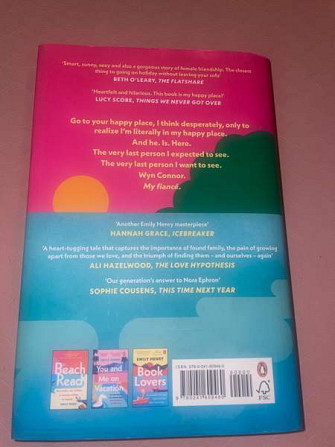 'Smart, sunny, sexy and also a gorgeous story of female friendship. The closest
thing to going on holiday without leaving your sofa'
BETH O'LEARY, THE FLATSHARE
'Heartfelt and hilarious. This book is my happy place!'
LUCY SCORE, THINGS WE NEVER GOT OVER
Go to your happy place, I think desperately, only to
realize I'm literally in my happy place.
And he. Is. Here.
The very last person I expected to see.
The very last person I want to see.
Wyn Connor.
My fiancé.
'Another Emily Henry masterpiece'
HANNAH GRACE, ICEBREAKER
'A heart-tugging tale that captures the importance of found family, the pain of growing
apart from those we love, and the triumph of finding them – and ourselves – again'
ALI HAZELWOOD, THE LOVE HYPOTHESIS
'Our generation's answer to Nora Ephron'
SOPHIE COUSENS, THIS TIME NEXT YEAR
Beach
Read
You and
Me on
Vacation
EMILY HENRY
Book
Lovers
FSC